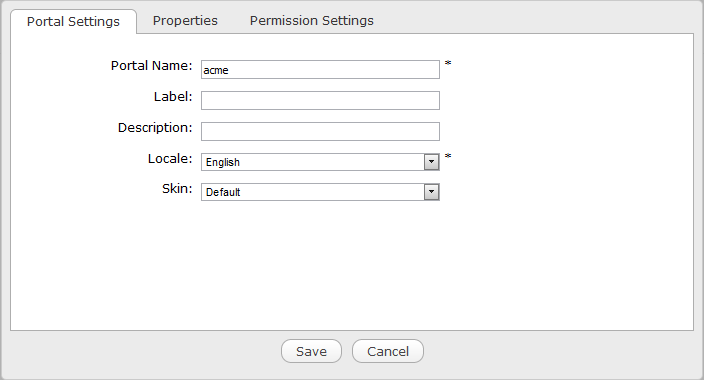 Portal Settings Properties Permission Settings
Portal Name: acme *
Label:
Description:
Locale: English *
Skin: Default
Save Cancel